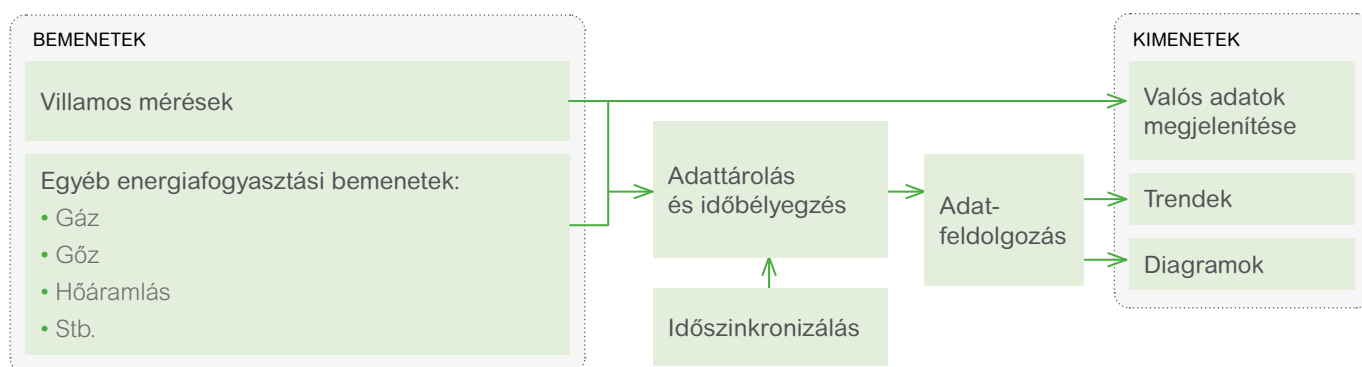 BEMENETEK
Villamos mérések
Egyéb energiafogyasztási bemenetek:
• Gáz
• Gőz
• Hőáramlás
• Stb.
Adattárolás
és időbélyegzés
Időszinkronizálás
Adat-
feldolgozás
KIMENETEK
Valós adatok
megjelenítése
Trendek
Diagramok